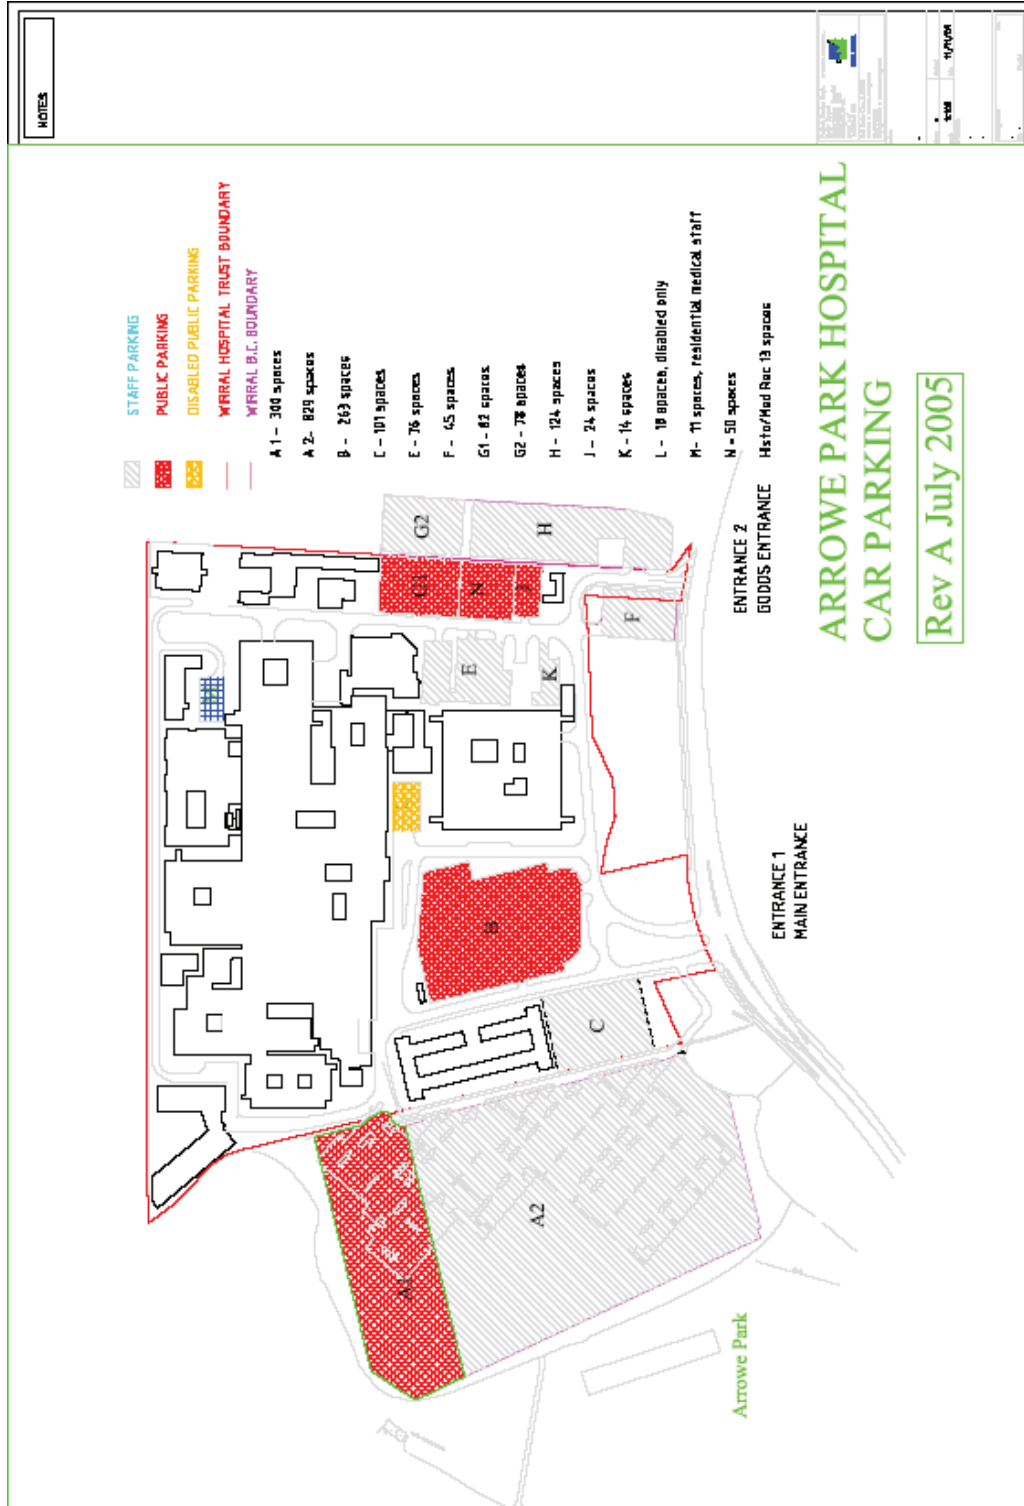 NOTES
STAFF PARKING
PUBLIC PARKING
DISABLED PUBLIC PARKING
WIRRAL HOSPITAL TRUST BOUNDARY
WIRRAL B.C. BOUNDARY
A 1 - 300 spaces
A 2- 829 spaces
B - 263 spaces
C - 101 spaces
E - 76 spaces
F - 45 spaces
G1 - 82 spaces
G2 - 78 spaces
H - 124 spaces
J - 24 spaces
K - 14 spaces
L - 18 spaces, disabled only
M- 11 spaces, residential medical staff
N = 50 spaces
Histo/Med Rec 13 spaces
G2
H
G1
N
J
F
E
K
B
C
A1
A2
ENTRANCE 2
GOODS ENTRANCE
ENTRANCE 1
MAIN ENTRANCE
Arrowe Park
ARROWE PARK HOSPITAL
CAR PARKING
Rev A July 2005